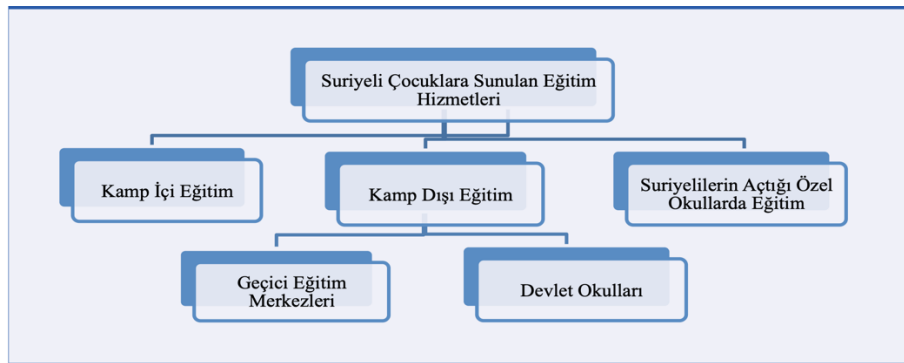 Suriyeli Çocuklara Sunulan Eğitim
Hizmetleri
Kamp İçi Eğitim
Kamp Dışı Eğitim
Suriyelilerin Açtığı Özel
Okullarda Eğitim
Geçici Eğitim
Merkezleri
Devlet Okulları